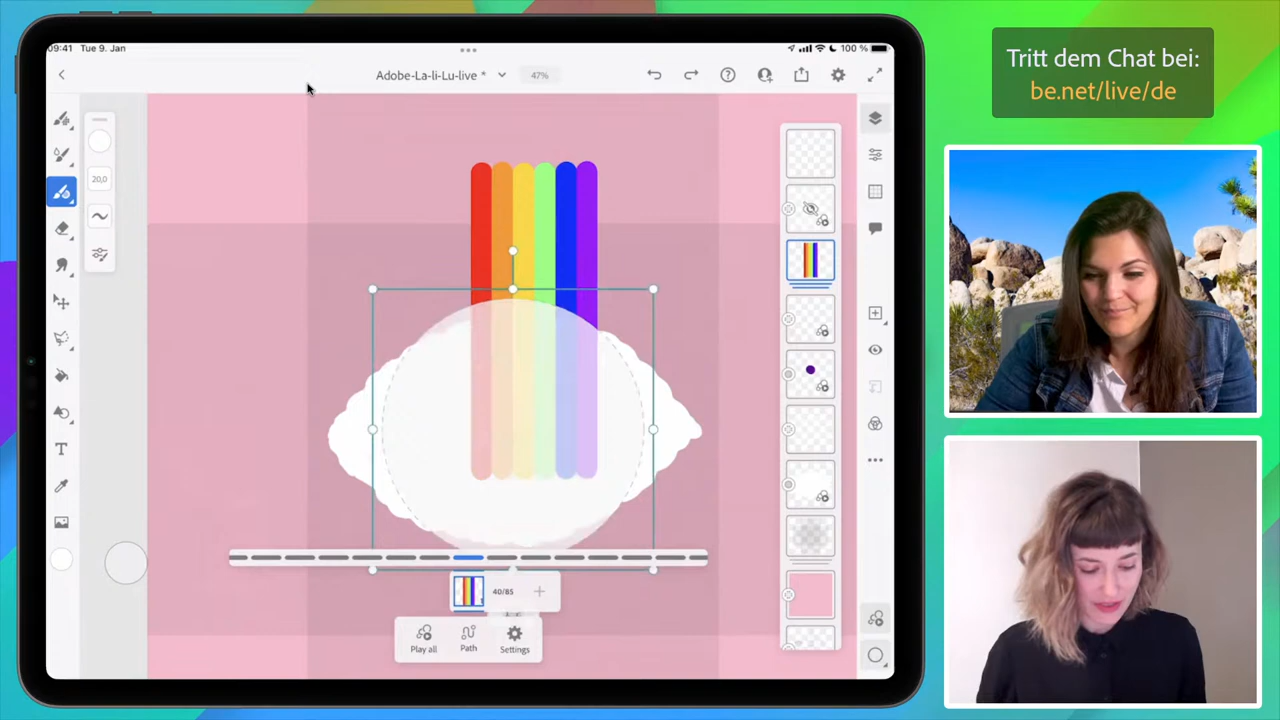 09:41 Tue 9. Jan
100 %
Adobe-La-li-Lu-live *
47%
20,0
T
40/85
Play all
Path
Settings
Tritt dem Chat bei:
be.net/live/de